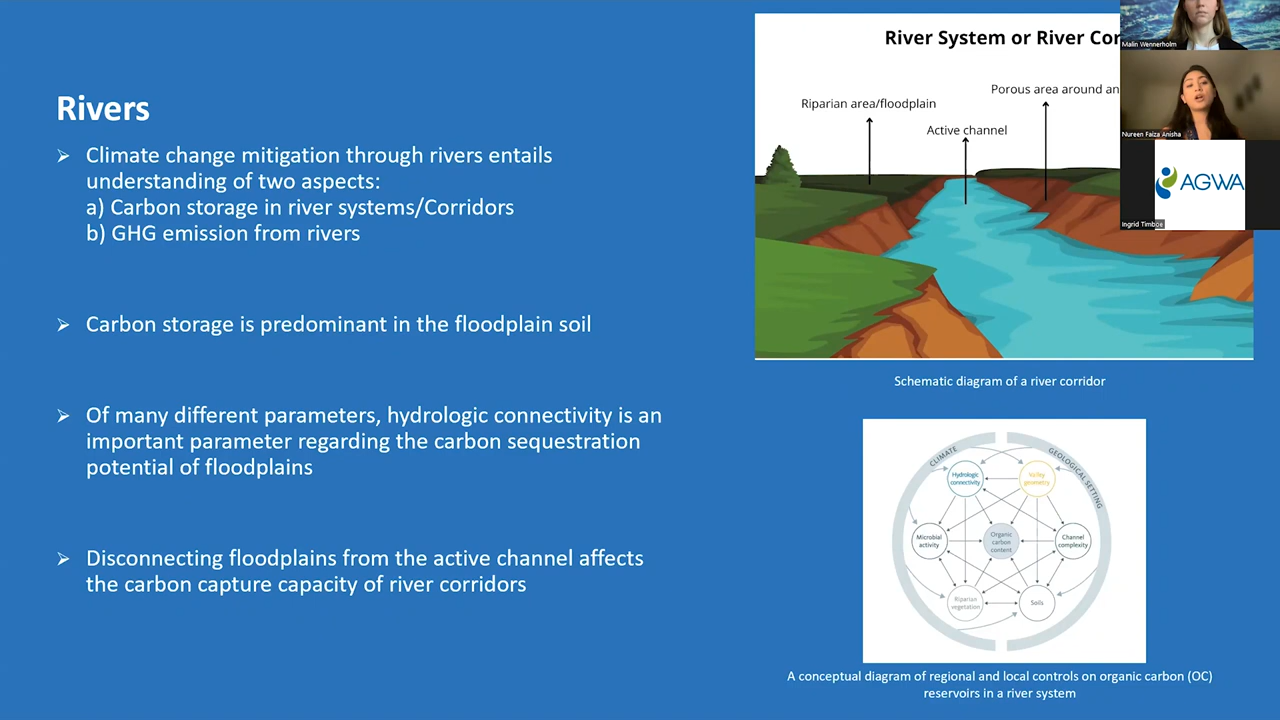 Rivers
➢ Climate change mitigation through rivers entails
understanding of two aspects:
a) Carbon storage in river systems/Corridors
b) GHG emission from rivers
➢ Carbon storage is predominant in the floodplain soil
➢ Of many different parameters, hydrologic connectivity is an
important parameter regarding the carbon sequestration
potential of floodplains
➢ Disconnecting floodplains from the active channel affects
the carbon capture capacity of river corridors
River System or River Cor
Riparian area/floodplain
Active channel
Porous area around an
Schematic diagram of a river corridor
CLIMATE
GEOLOGICAL SETTING
Hydrologic
connectivity
Valley
geometry
Microbial
activity
Organic
carbon
content
Channel
complexity
Riparian
vegetation
Soils
A conceptual diagram of regional and local controls on organic carbon (OC)
reservoirs in a river system
Malin Wennerholm
Nureen Faiza Anisha
AGWA
Ingrid Timboe